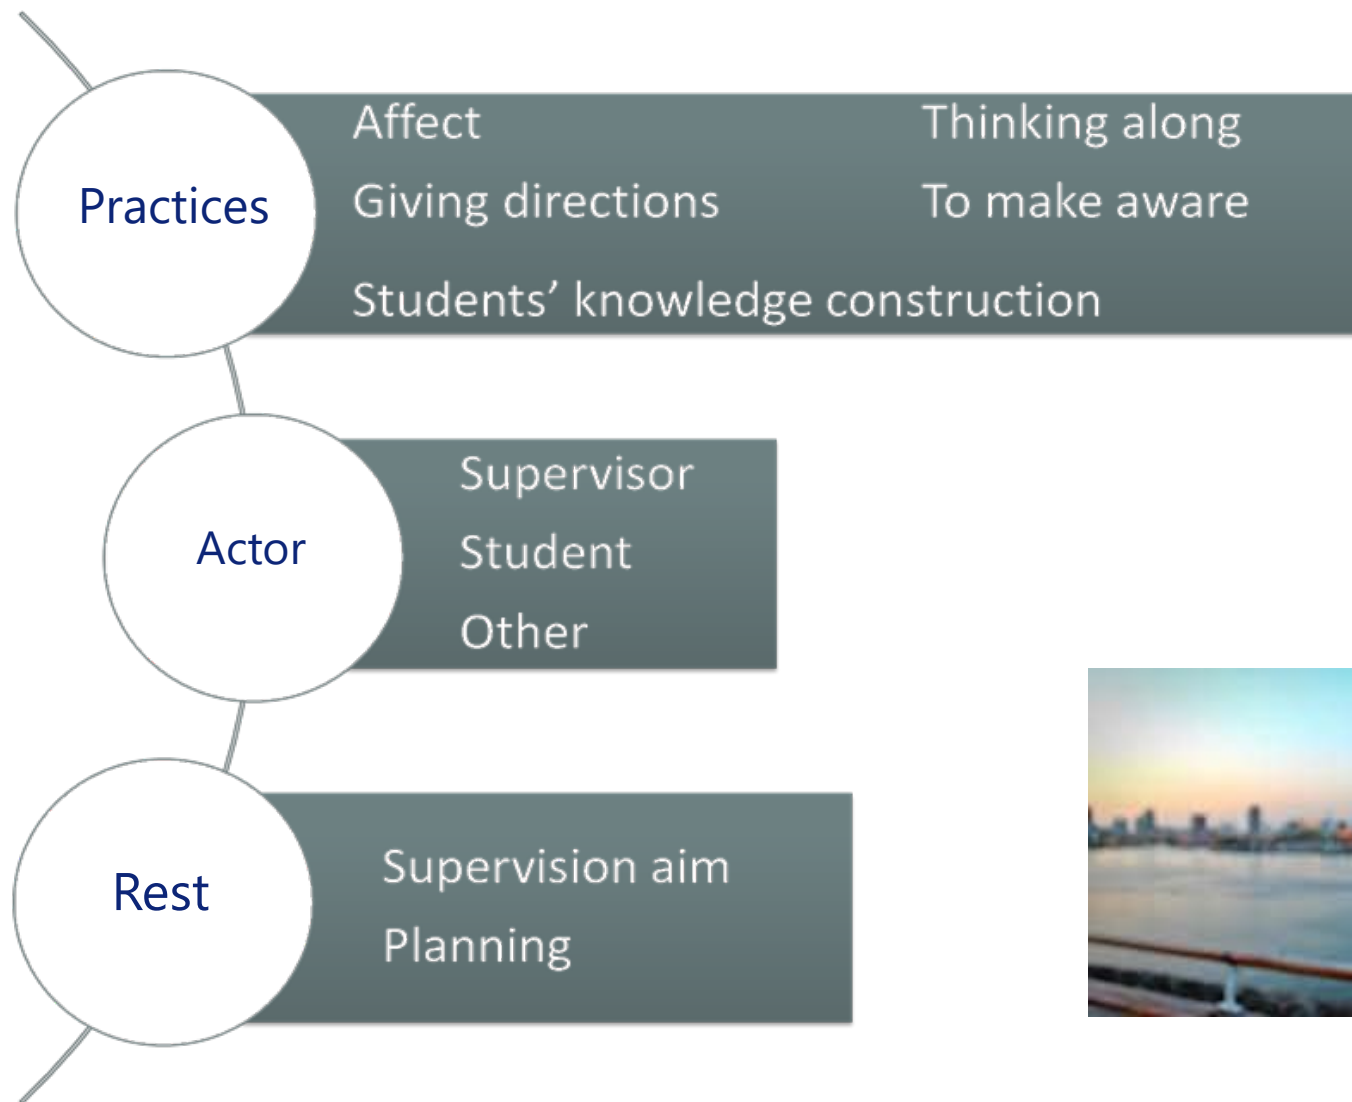 Practices
Affect
Thinking along
Giving directions
To make aware
Students’ knowledge construction
Actor
Supervisor
Student
Other
Rest
Supervision aim
Planning